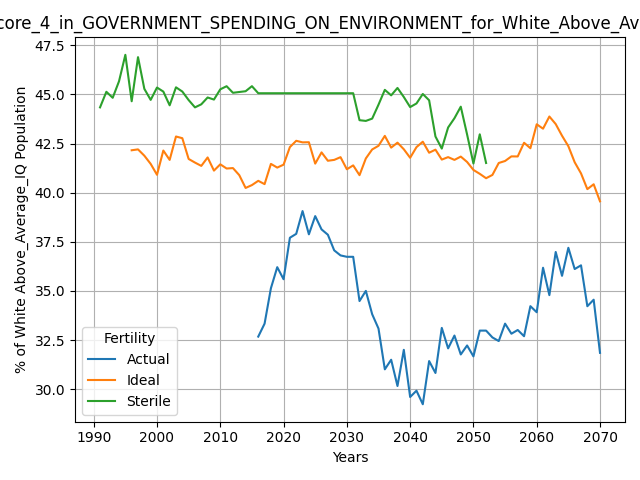 core_4_in_GOVERNMENT_SPENDING_ON_ENVIRONMENT_for_White_Above_Av
% of White Above_Average_IQ Population
47.5
45.0
42.5
40.0
37.5
35.0
32.5
30.0
Fertility
Actual
Ideal
Sterile
1990 2000 2010 2020 2030 2040 2050 2060 2070
Years